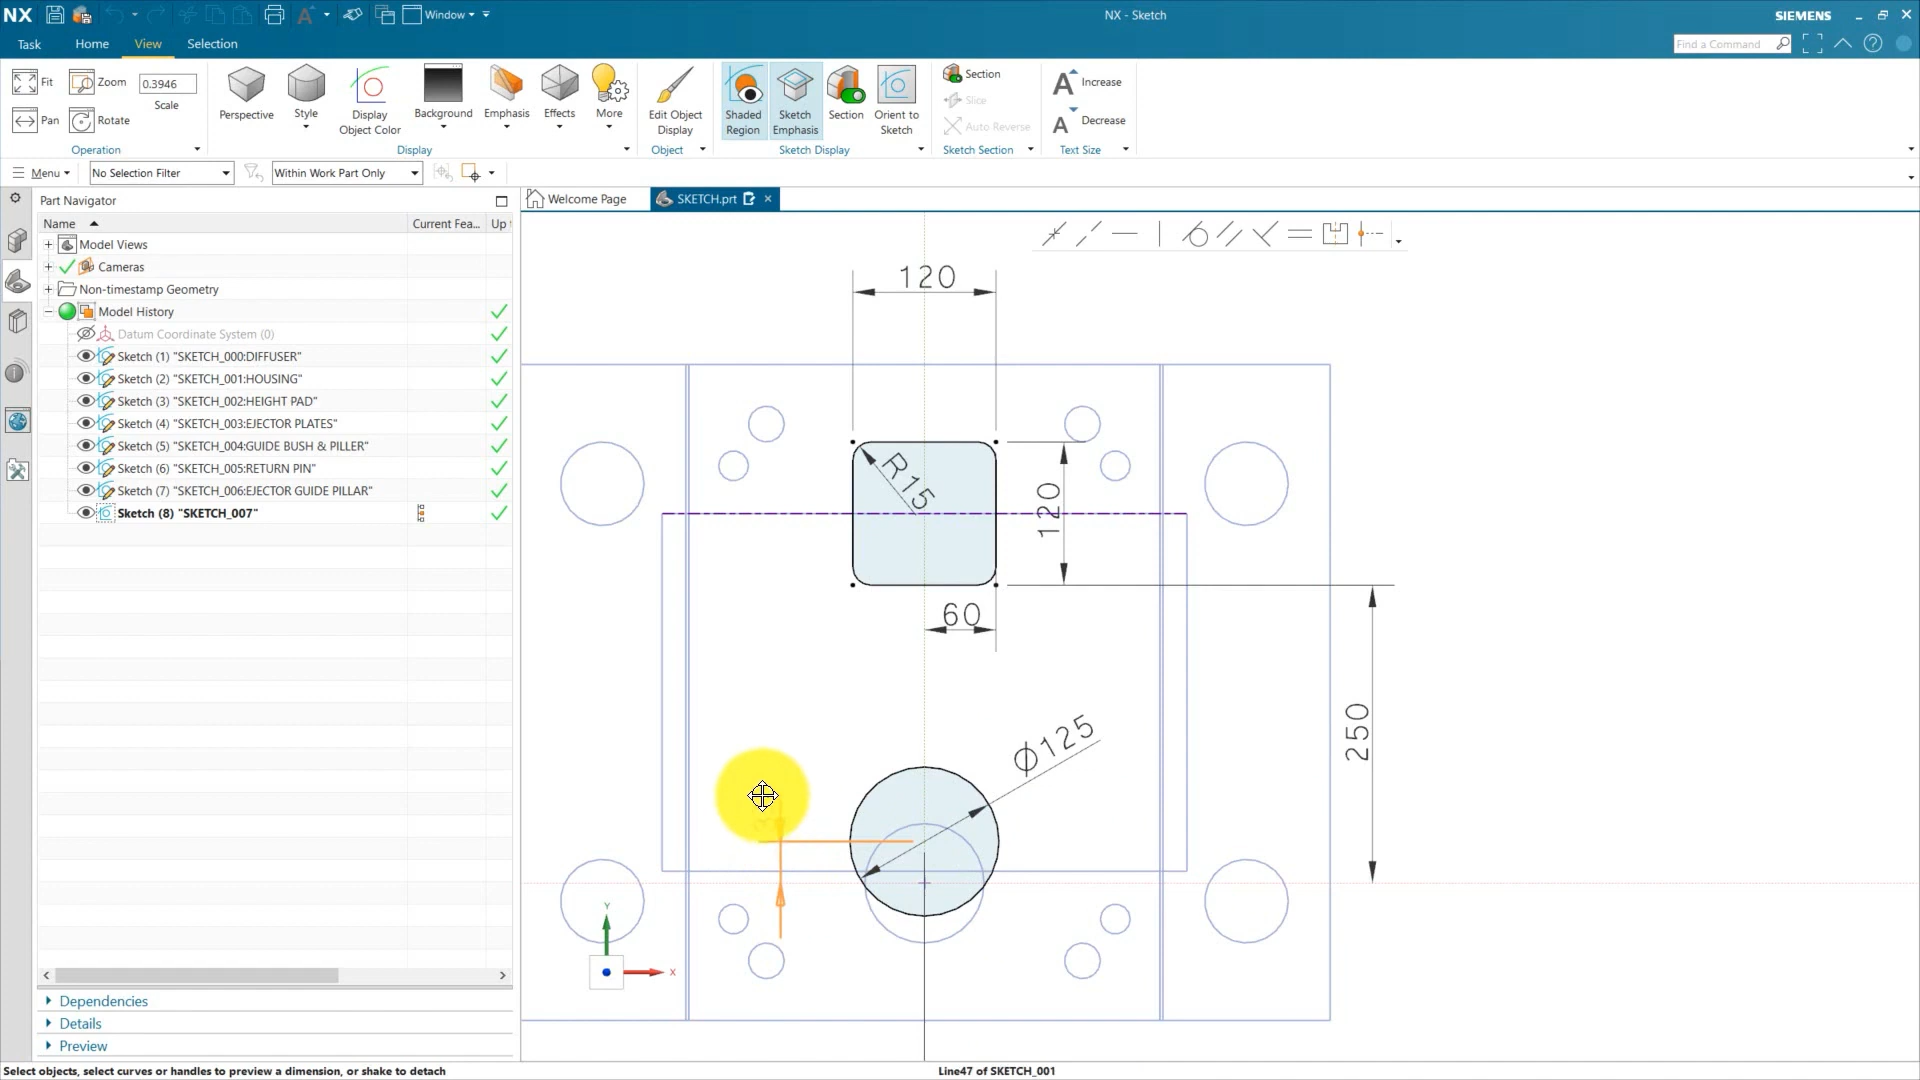 NX
Window
NX - Sketch
SIEMENS
Task
Home
View
Selection
Find a Command
Fit
Zoom
0.3946
Scale
Pan
Rotate
Operation
Perspective
Style
Display
Object Color
Background
Emphasis
Effects
More
Display
Edit Object
Display
Object
Shaded
Region
Sketch
Emphasis
Section
Orient to
Sketch
Sketch Display
Section
Slice
Auto Reverse
Sketch Section
Increase
Decrease
Text Size
Menu
No Selection Filter
Within Work Part Only
Part Navigator
Welcome Page
SKETCH.prt
Name
Current Fea...
Up
Model Views
Cameras
Non-timestamp Geometry
Model History
Datum Coordinate System (0)
Sketch (1) "SKETCH_000:DIFFUSER"
Sketch (2) "SKETCH_001:HOUSING"
Sketch (3) "SKETCH_002:HEIGHT PAD"
Sketch (4) "SKETCH_003:EJECTOR PLATES"
Sketch (5) "SKETCH_004:GUIDE BUSH & PILLER"
Sketch (6) "SKETCH_005:RETURN PIN"
Sketch (7) "SKETCH_006:EJECTOR GUIDE PILLAR"
Sketch (8) "SKETCH_007"
120
R15
120
60
Ø125
250
Y
X
Dependencies
Details
Preview
Select objects, select curves or handles to preview a dimension, or shake to detach
Line47 of SKETCH_001